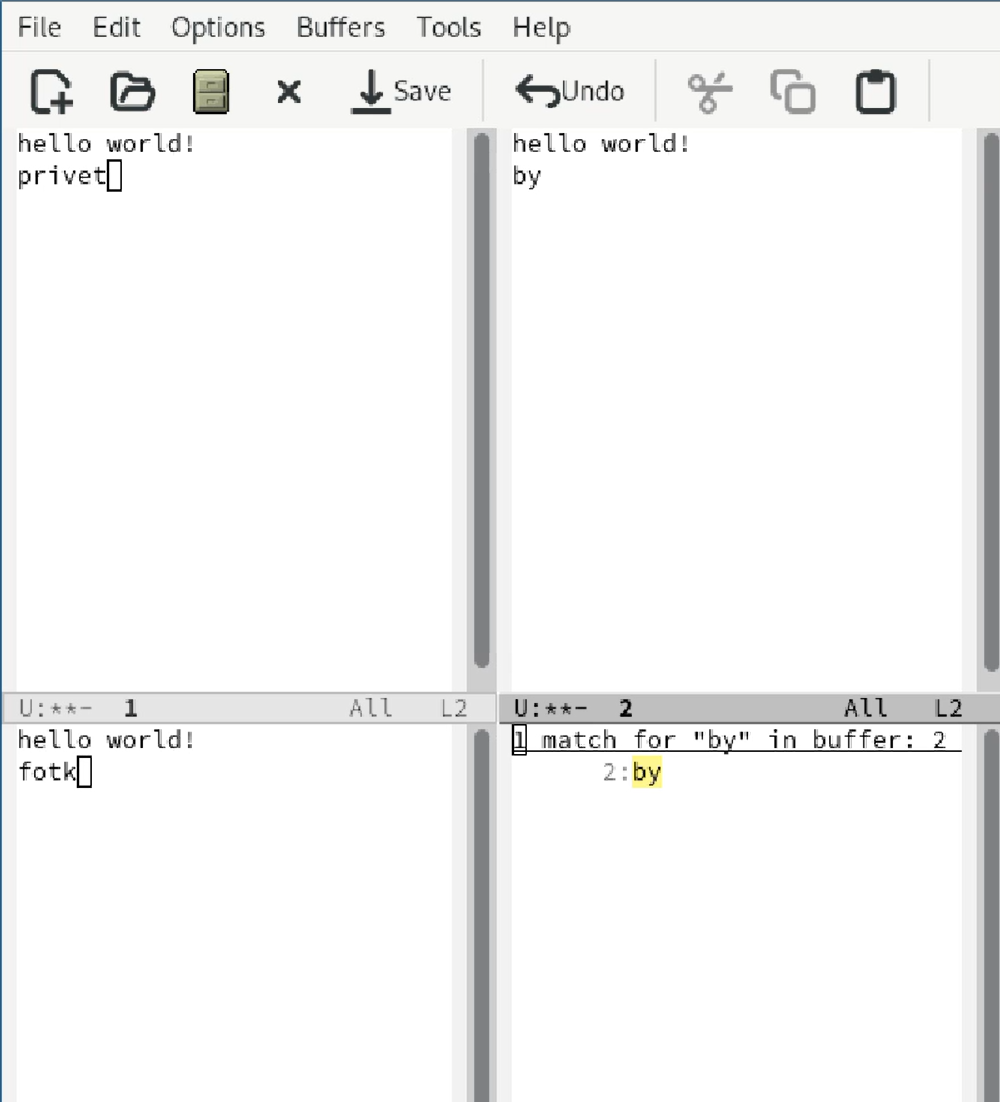 File Edit Options Buffers Tools Help
Save Undo
hello world!
privet
U:**-  1  All  L2
hello world!
by
U:**-  2  All  L2
hello world!
fotk
1 match for "by" in buffer: 2
2:by